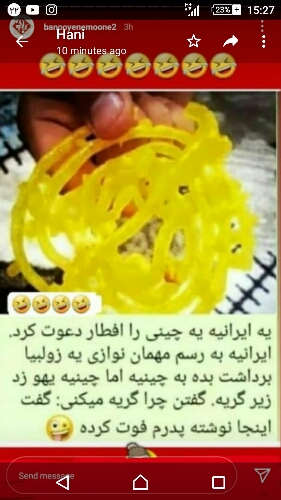 23% 15:27
banooyenemoone2 3h
Hani
10 minutes ago
یه ایرانیه یه چینی را افطار دعوت کرد.
ایرانیه به رسم مهمان نوازی یه زولبیا
برداشت بده به چینیه اما چینیه یهو زد
زیر گریه. گفتن چرا گریه میکنی: گفت
اینجا نوشته پدرم فوت کرده
Send message